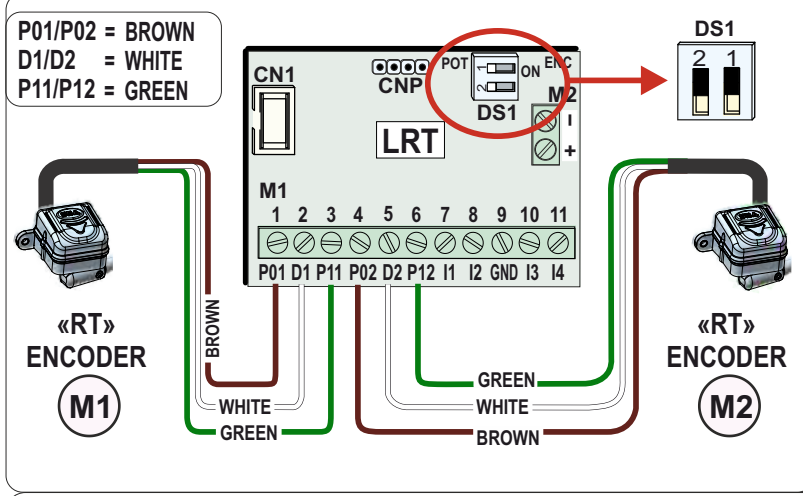 P01/P02 = BROWN
D1/D2 = WHITE
P11/P12 = GREEN
CN1
CNP
POT
ENC
1
2
ON
DS1
M2
-
+
LRT
M1
1 2 3 4 5 6 7 8 9 10 11
P01 D1 P11 P02 D2 P12 I1 I2 GND I3 I4
DS1
2 1
«RT»
ENCODER
M1
BROWN
WHITE
GREEN
GREEN
WHITE
BROWN
«RT»
ENCODER
M2